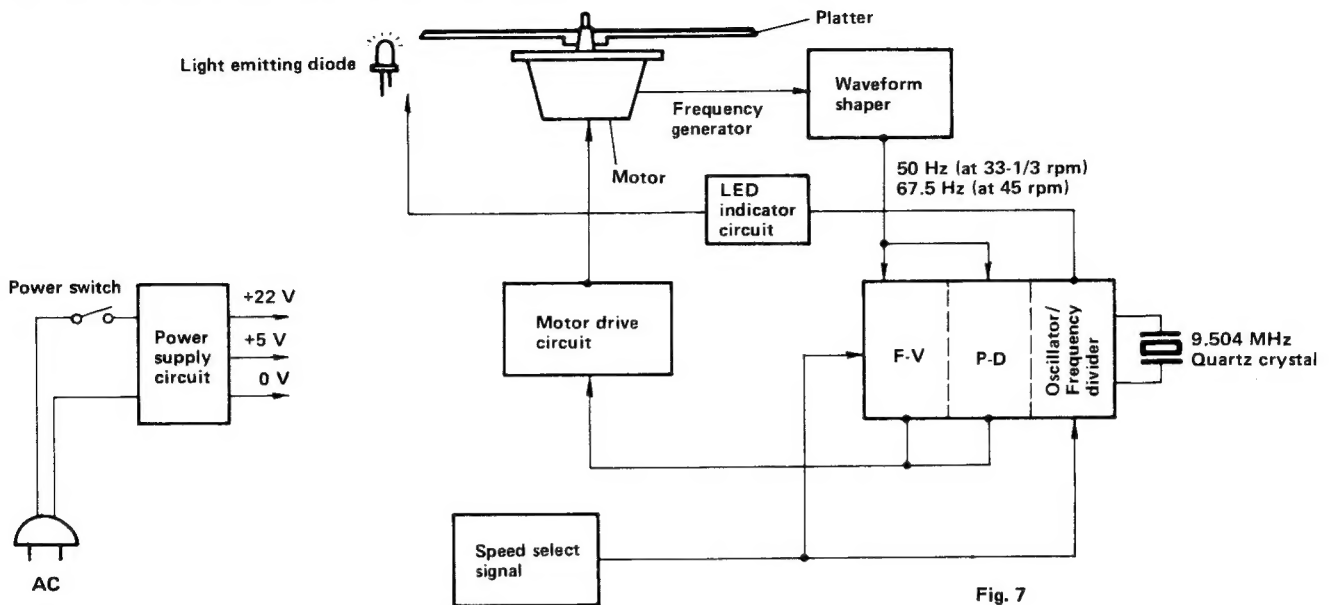 Platter
Light emitting diode
Waveform
shaper
Frequency
generator
Motor
50 Hz (at 33-1/3 rpm)
67.5 Hz (at 45 rpm)
LED
indicator
circuit
Power switch
+22 V
Power
supply
circuit
+5 V
0 V
Motor drive
circuit
F-V
P-D
Oscillator/
Frequency
divider
9.504 MHz
Quartz crystal
Speed select
signal
AC
Fig. 7